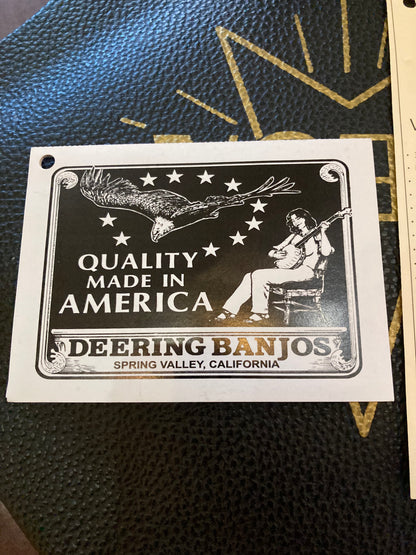 QUALITY
MADE IN
AMERICA
DEERING BANJOS
SPRING VALLEY, CALIFORNIA